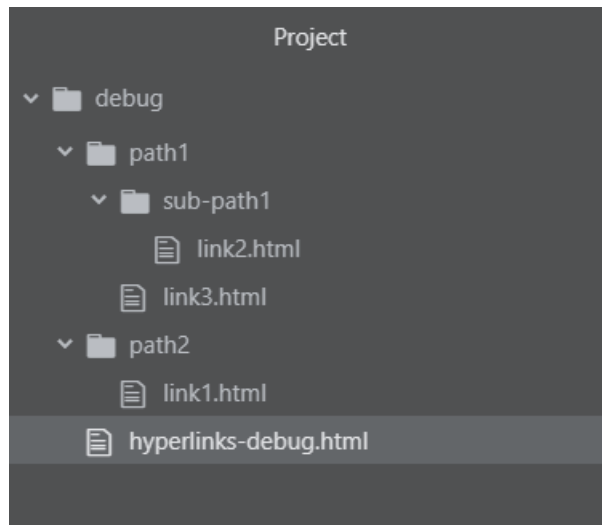 Project
debug
path1
sub-path1
link2.html
link3.html
path2
link1.html
hyperlinks-debug.html